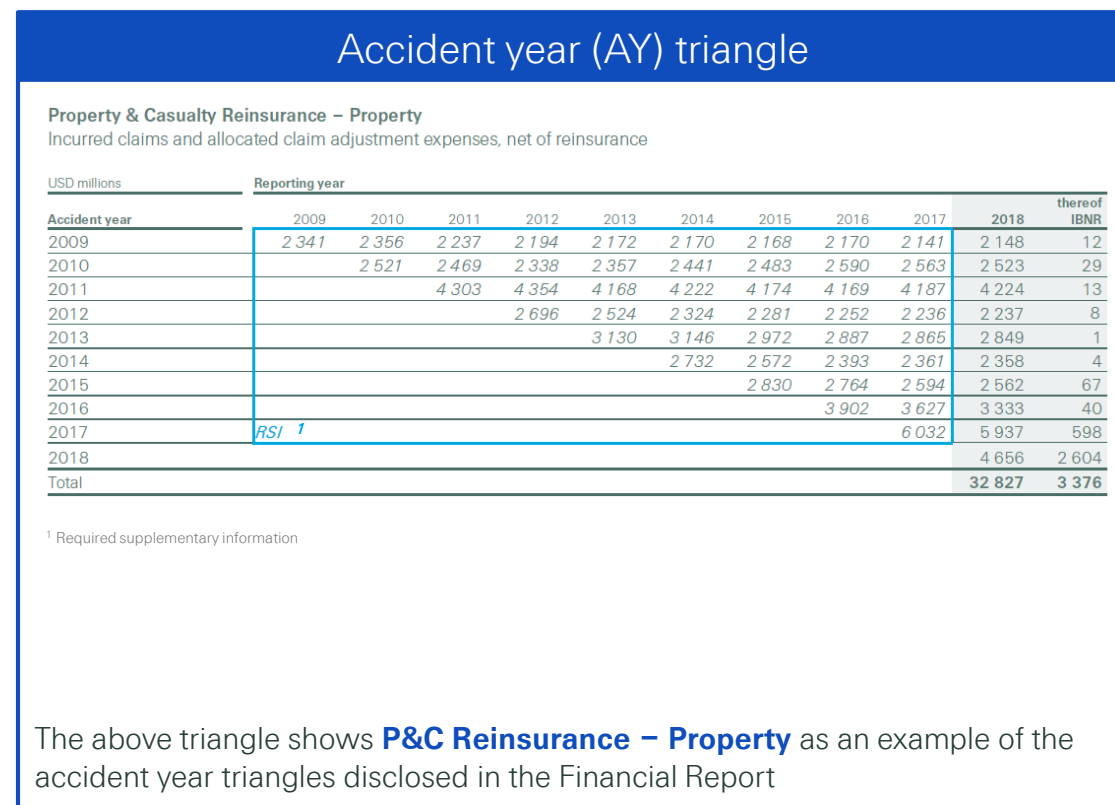 Accident year (AY) triangle
Property & Casualty Reinsurance – Property
Incurred claims and allocated claim adjustment expenses, net of reinsurance
USD millions Reporting year
Accident year 2009 2010 2011 2012 2013 2014 2015 2016 2017 2018 thereof IBNR
2009 2 341 2 356 2 237 2 194 2 172 2 170 2 168 2 170 2 141 2 148 12
2010 2 521 2 469 2 338 2 357 2 441 2 483 2 590 2 563 2 523 29
2011 4 303 4 354 4 168 4 222 4 174 4 169 4 187 4 224 13
2012 2 696 2 524 2 324 2 281 2 252 2 236 2 237 8
2013 3 130 3 146 2 972 2 887 2 865 2 849 1
2014 2 732 2 572 2 393 2 361 2 358 4
2015 2 830 2 764 2 594 2 562 67
2016 3 902 3 627 3 333 40
2017 RSI 1 6 032 5 937 598
2018 4 656 2 604
Total 32 827 3 376
1 Required supplementary information
The above triangle shows P&C Reinsurance – Property as an example of the
accident year triangles disclosed in the Financial Report